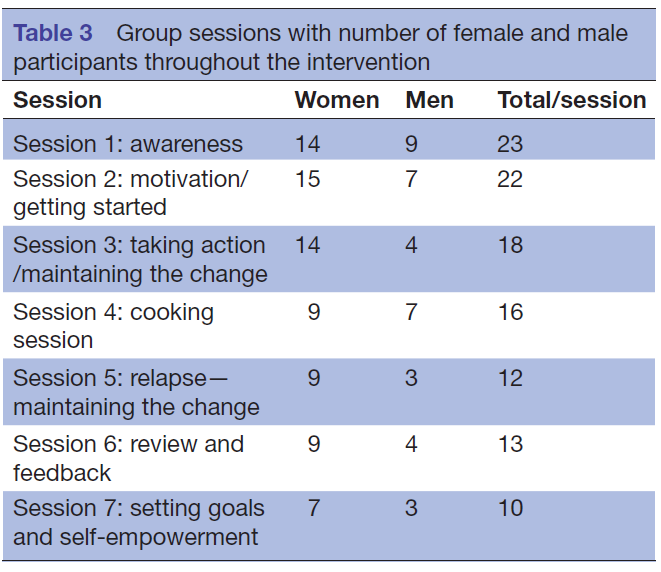 Table 3 Group sessions with number of female and male
participants throughout the intervention
Session Women Men Total/session
Session 1: awareness 14 9 23
Session 2: motivation/ 15 7 22
getting started
Session 3: taking action 14 4 18
/maintaining the change
Session 4: cooking 9 7 16
session
Session 5: relapse— 9 3 12
maintaining the change
Session 6: review and 9 4 13
feedback
Session 7: setting goals 7 3 10
and self-empowerment